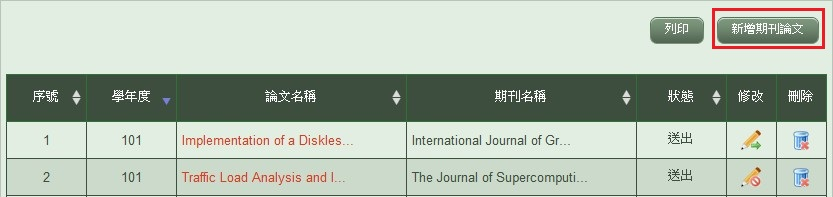 列印 新增期刊論文
序號 學年度 論文名稱 期刊名稱 狀態 修改 刪除
1 101 Implementation of a Diskles... International Journal of Gr... 送出
2 101 Traffic Load Analysis and I... The Journal of Supercomputi... 送出